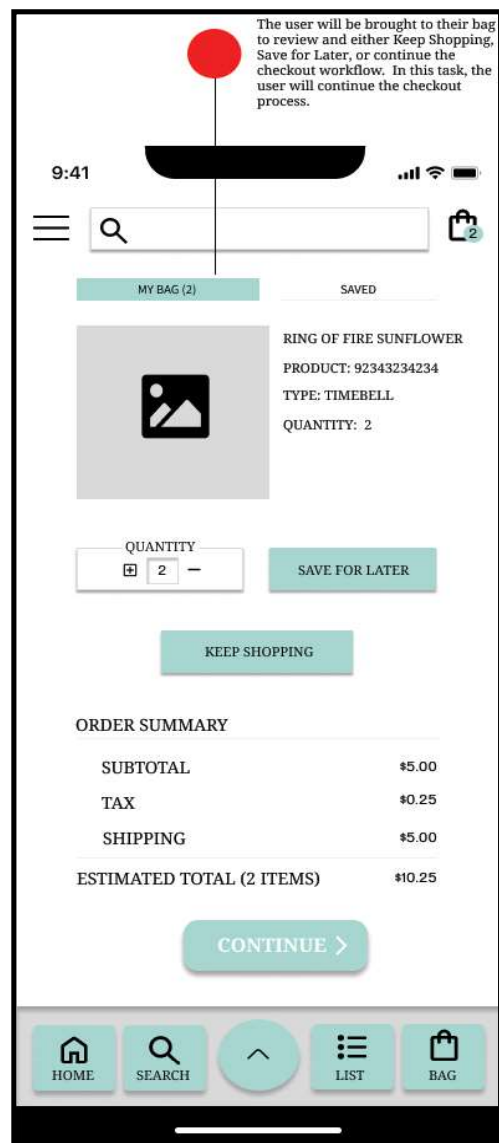 The user will be brought to their bag
to review and either Keep Shopping,
Save for Later, or continue the
checkout workflow.  In this task, the
user will continue the checkout
process.
9:41
2
MY BAG (2)
SAVED
RING OF FIRE SUNFLOWER
PRODUCT: 92343234234
TYPE: TIMEBELL
QUANTITY:  2
QUANTITY
2
SAVE FOR LATER
KEEP SHOPPING
ORDER SUMMARY
SUBTOTAL $5.00
TAX $0.25
SHIPPING $5.00
ESTIMATED TOTAL (2 ITEMS) $10.25
CONTINUE
HOME SEARCH LIST BAG